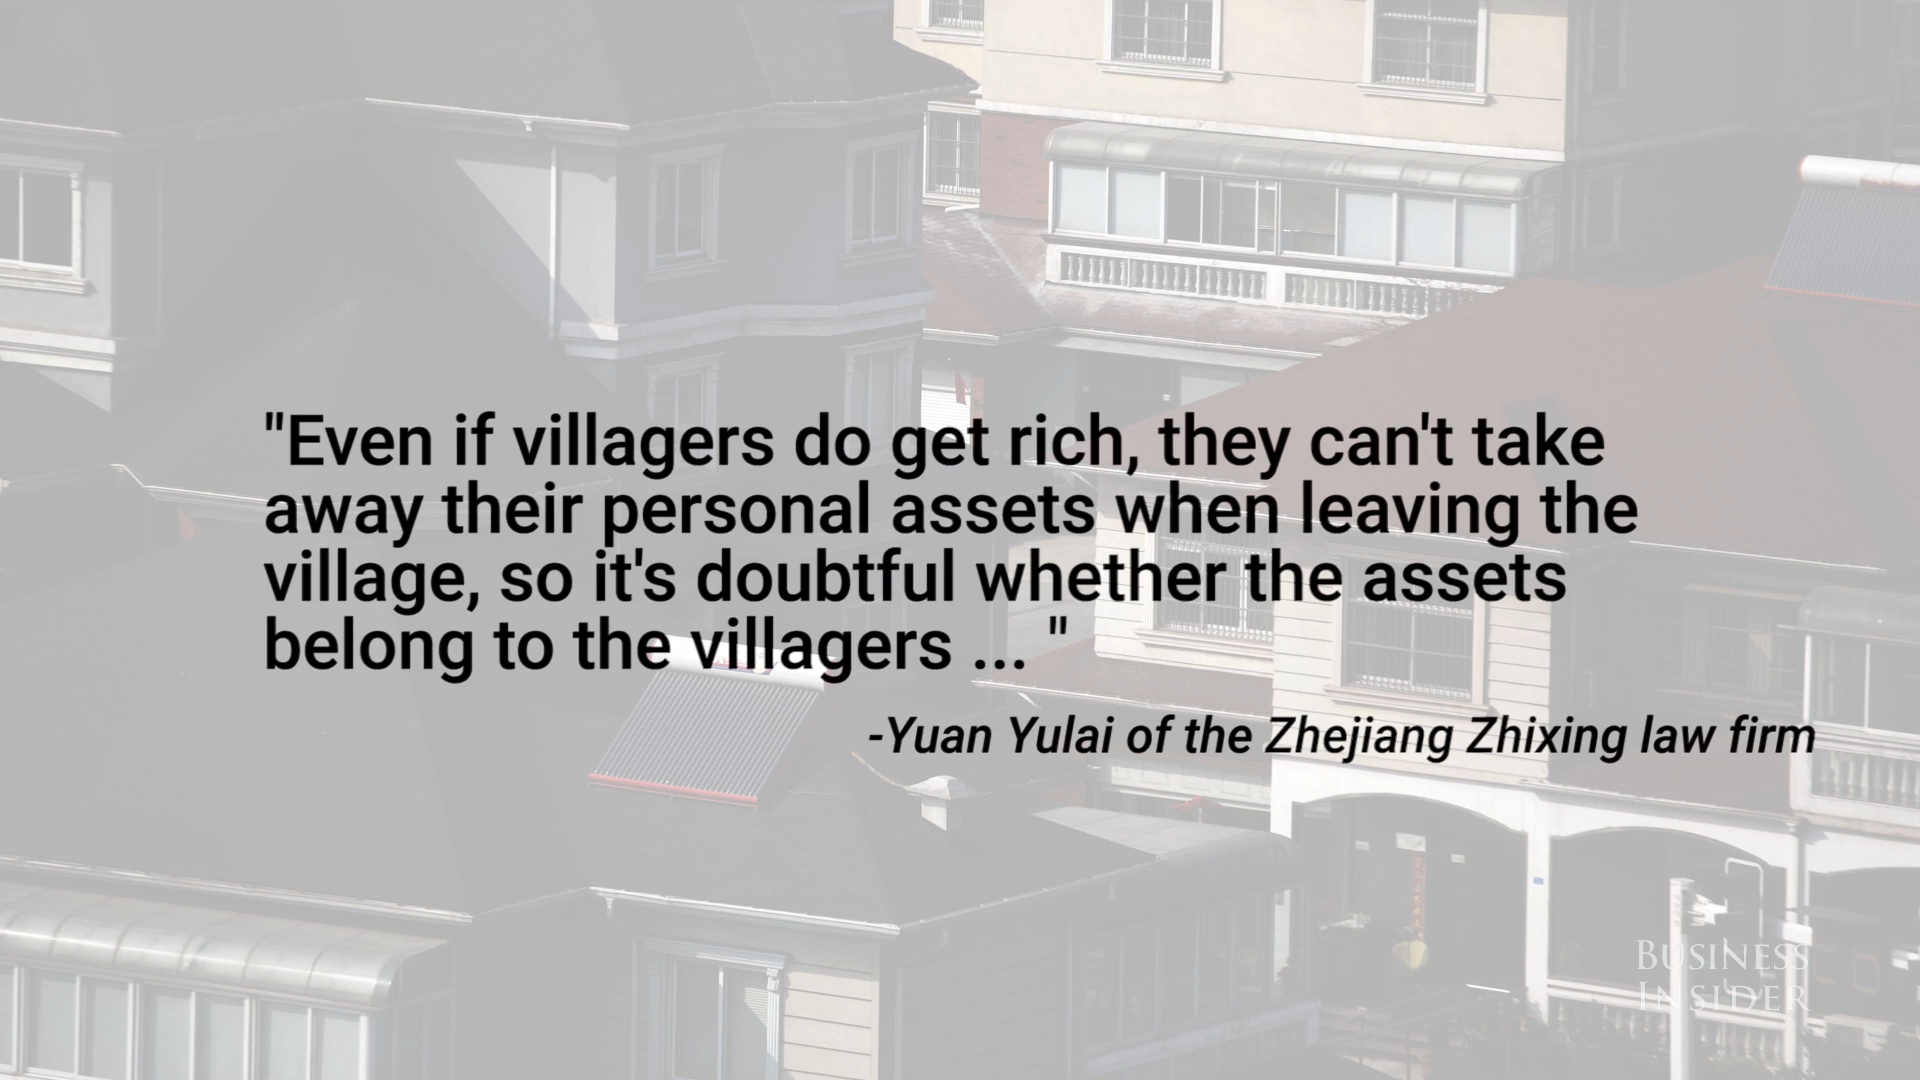 "Even if villagers do get rich, they can't take
away their personal assets when leaving the
village, so it's doubtful whether the assets
belong to the villagers ... "
-Yuan Yulai of the Zhejiang Zhixing law firm
BUSINESS
INSIDER